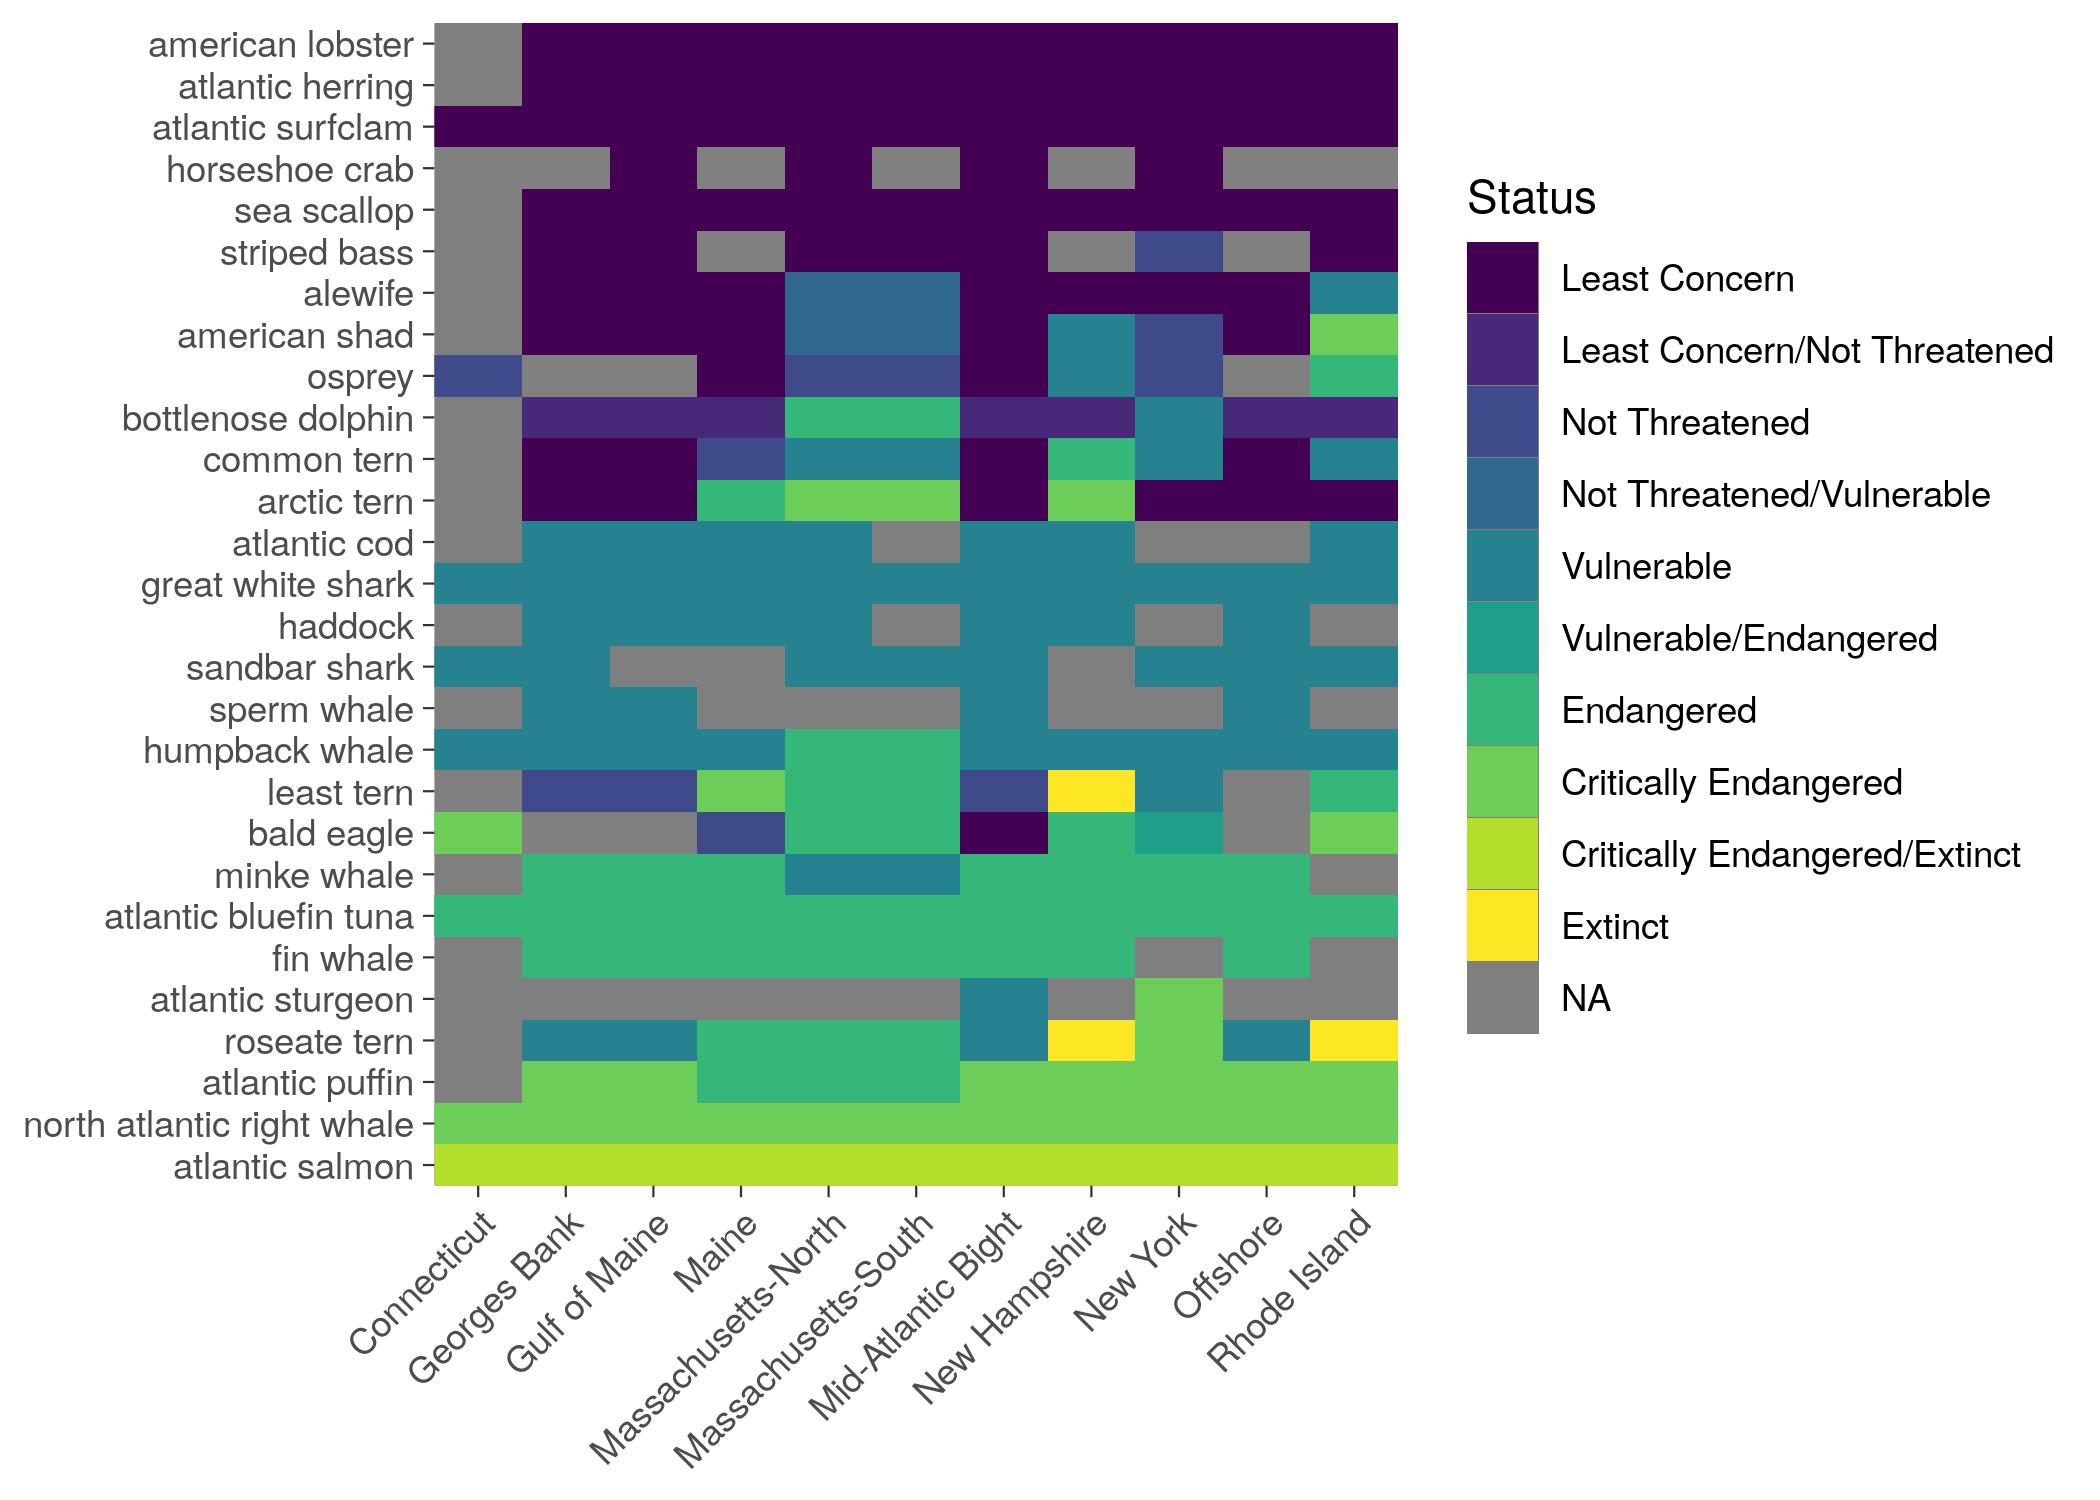 american lobster
atlantic herring
atlantic surfclam
horseshoe crab
sea scallop
striped bass
alewife
american shad
osprey
bottlenose dolphin
common tern
arctic tern
atlantic cod
great white shark
haddock
sandbar shark
sperm whale
humpback whale
least tern
bald eagle
minke whale
atlantic bluefin tuna
fin whale
atlantic sturgeon
roseate tern
atlantic puffin
north atlantic right whale
atlantic salmon
Connecticut
Georges Bank
Gulf of Maine
Maine
Massachusetts-North
Massachusetts-South
Mid-Atlantic Bight
New Hampshire
New York
Offshore
Rhode Island
Status
Least Concern
Least Concern/Not Threatened
Not Threatened
Not Threatened/Vulnerable
Vulnerable
Vulnerable/Endangered
Endangered
Critically Endangered
Critically Endangered/Extinct
Extinct
NA